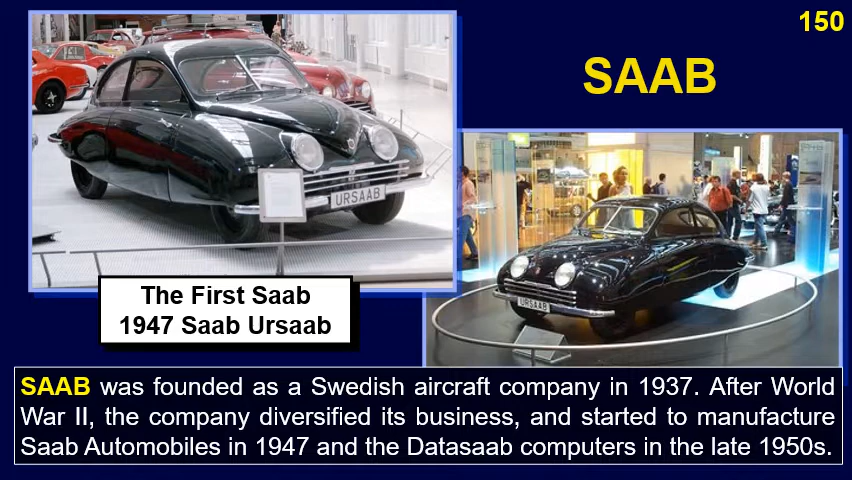 150
SAAB
URSAAB
URSAAB
The First Saab
1947 Saab Ursaab
SAAB was founded as a Swedish aircraft company in 1937. After World
War II, the company diversified its business, and started to manufacture
Saab Automobiles in 1947 and the Datasaab computers in the late 1950s.